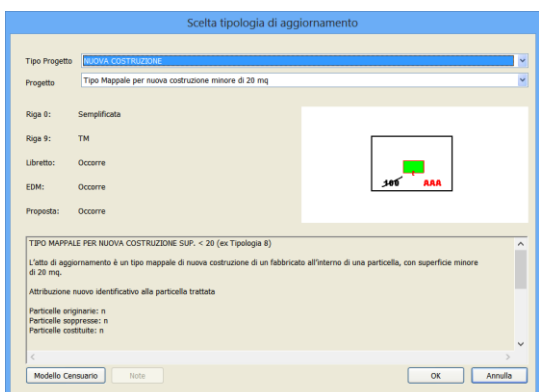 Scelta tipologia di aggiornamento
Tipo Progetto NUOVA COSTRUZIONE
Progetto Tipo Mappale per nuova costruzione minore di 20 mq
Riga 0: Semplificata
Riga 9: TM
Libretto: Occorre
EDM: Occorre
Proposta: Occorre
100 AAA
TIPO MAPPALE PER NUOVA COSTRUZIONE SUP. < 20 (ex Tipologia 8)
L'atto di aggiornamento è un tipo mappale di nuova costruzione di un fabbricato all'interno di una particella, con superficie minore
di 20 mq.
Attribuzione nuovo identificativo alla particella trattata
Particelle originarie: n
Particelle soppresse: n
Particelle costituite: n
Modello Censuario Note OK Annulla